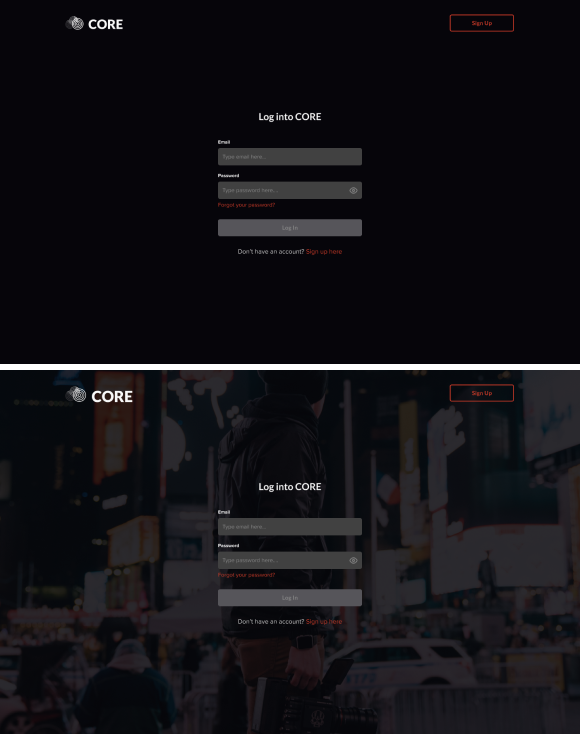 CORE
Sign Up
Log into CORE
Email
Type email here...
Password
Type password here...
Forgot your password?
Log In
Don't have an account? Sign up here
CORE
Sign Up
Log into CORE
Email
Type email here...
Password
Type password here...
Forgot your password?
Log In
Don't have an account? Sign up here